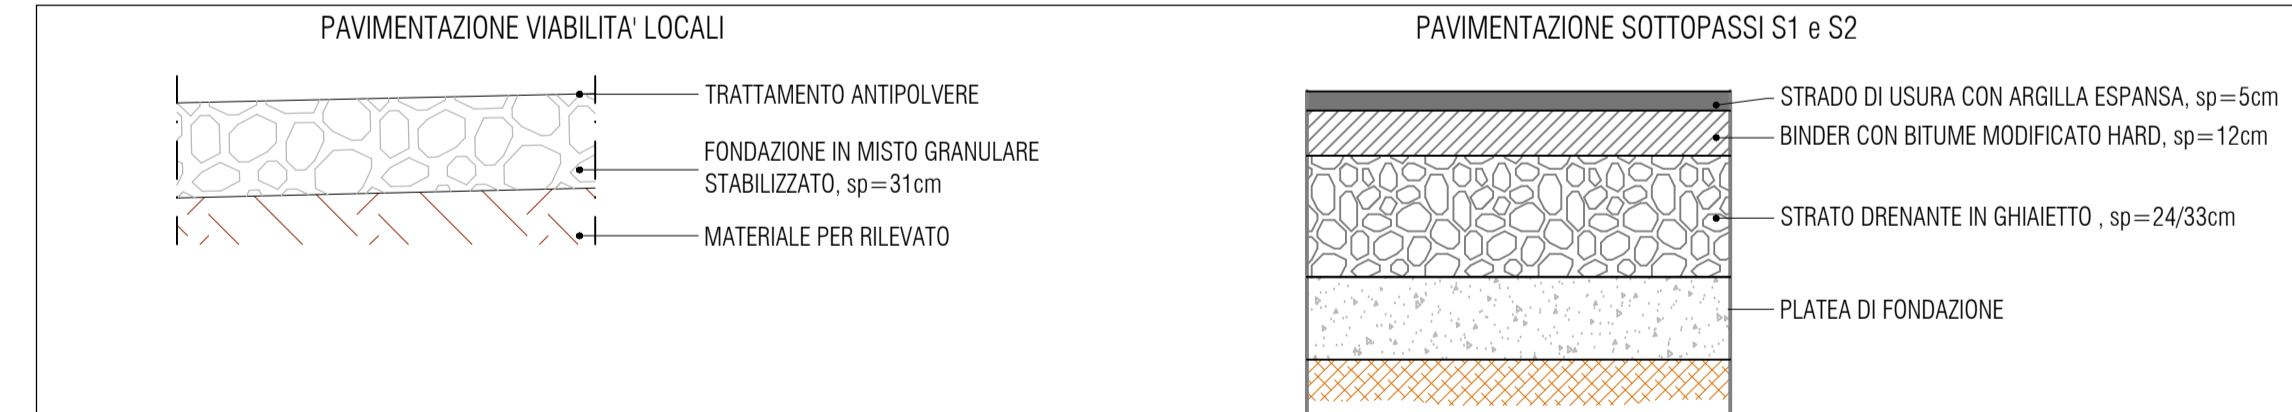 PAVIMENTAZIONE VIABILITA' LOCALI
TRATTAMENTO ANTIPOLVERE
FONDAZIONE IN MISTO GRANULARE
STABILIZZATO, sp=31cm
MATERIALE PER RILEVATO
PAVIMENTAZIONE SOTTOPASSI S1 e S2
STRADO DI USURA CON ARGILLA ESPANSA, sp=5cm
BINDER CON BITUME MODIFICATO HARD, sp=12cm
STRATO DRENANTE IN GHIAIETTO , sp=24/33cm
PLATEA DI FONDAZIONE